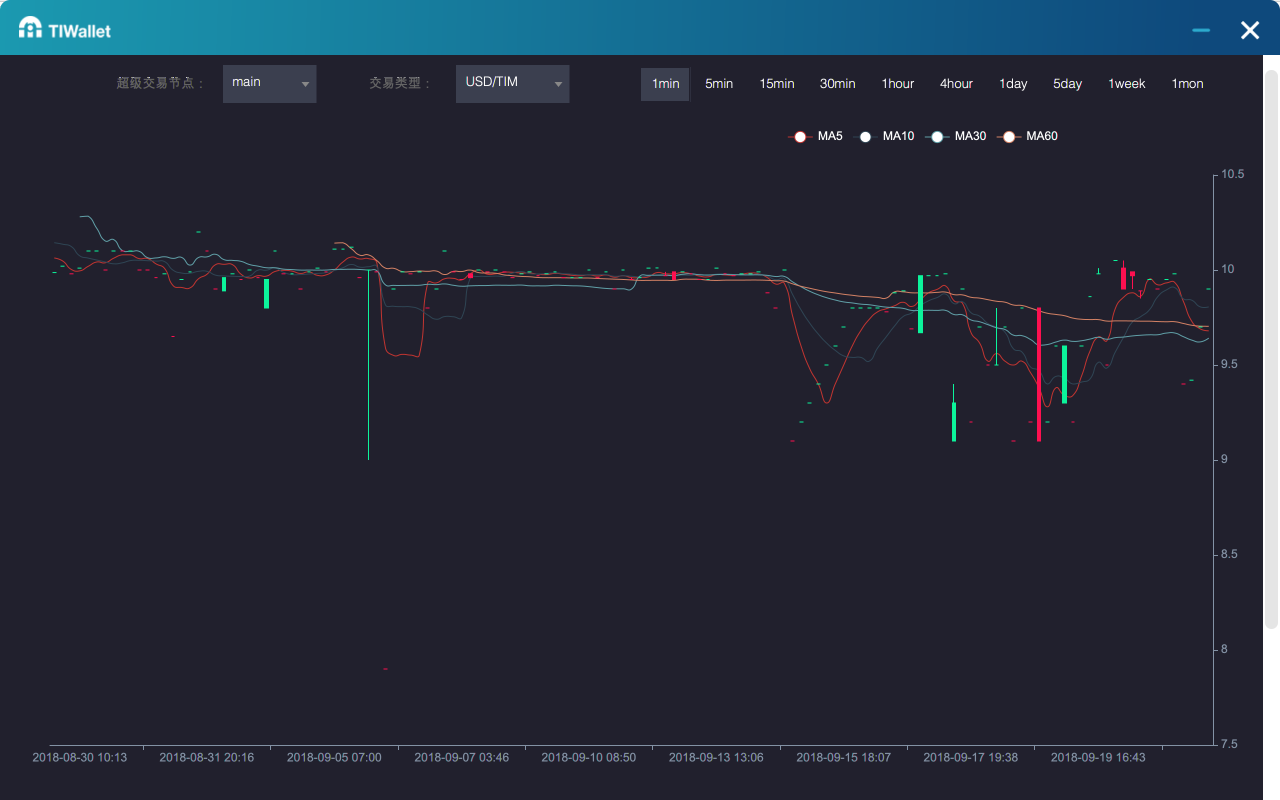 TIWallet
超级交易节点： main 交易类型： USD/TIM 1min 5min 15min 30min 1hour 4hour 1day 5day 1week 1mon
MA5 MA10 MA30 MA60
10.5
10
9.5
9
8.5
8
7.5
2018-08-30 10:13 2018-08-31 20:16 2018-09-05 07:00 2018-09-07 03:46 2018-09-10 08:50 2018-09-13 13:06 2018-09-15 18:07 2018-09-17 19:38 2018-09-19 16:43